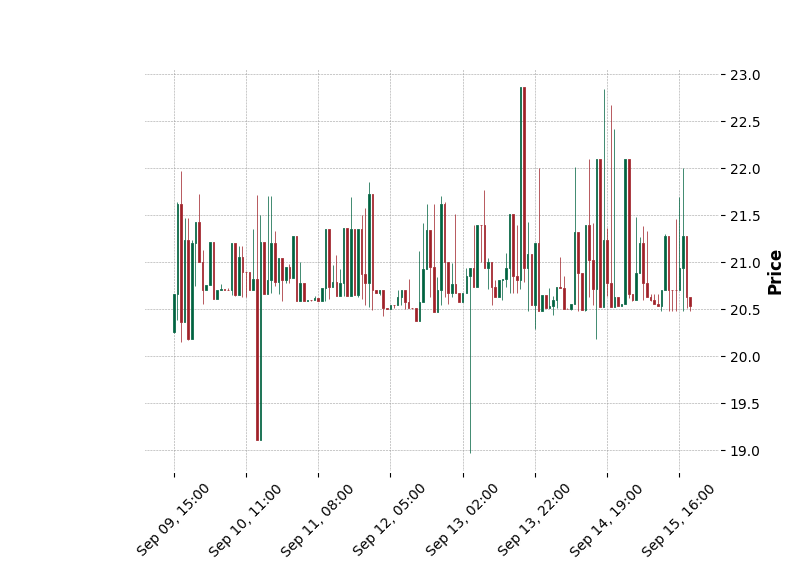 23.0
22.5
22.0
21.5
21.0
20.5
20.0
19.5
19.0
Price
Sep 09, 15:00
Sep 10, 11:00
Sep 11, 08:00
Sep 12, 05:00
Sep 13, 02:00
Sep 13, 22:00
Sep 14, 19:00
Sep 15, 16:00